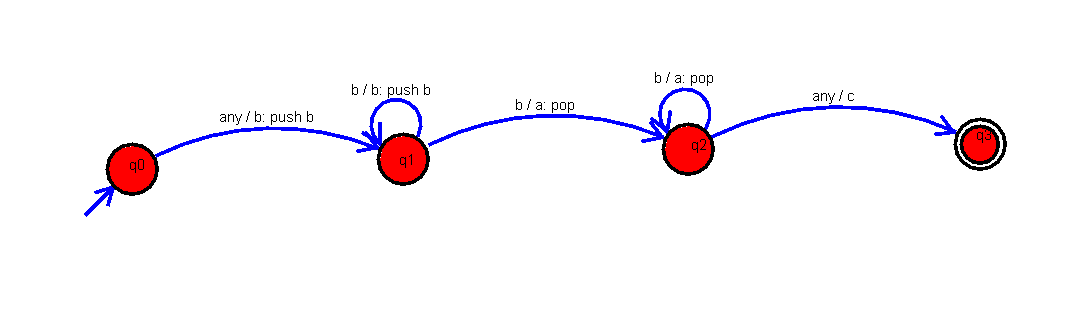 any / b: push b
b / b: push b
b / a: pop
b / a: pop
any / c
q0
q1
q2
q3